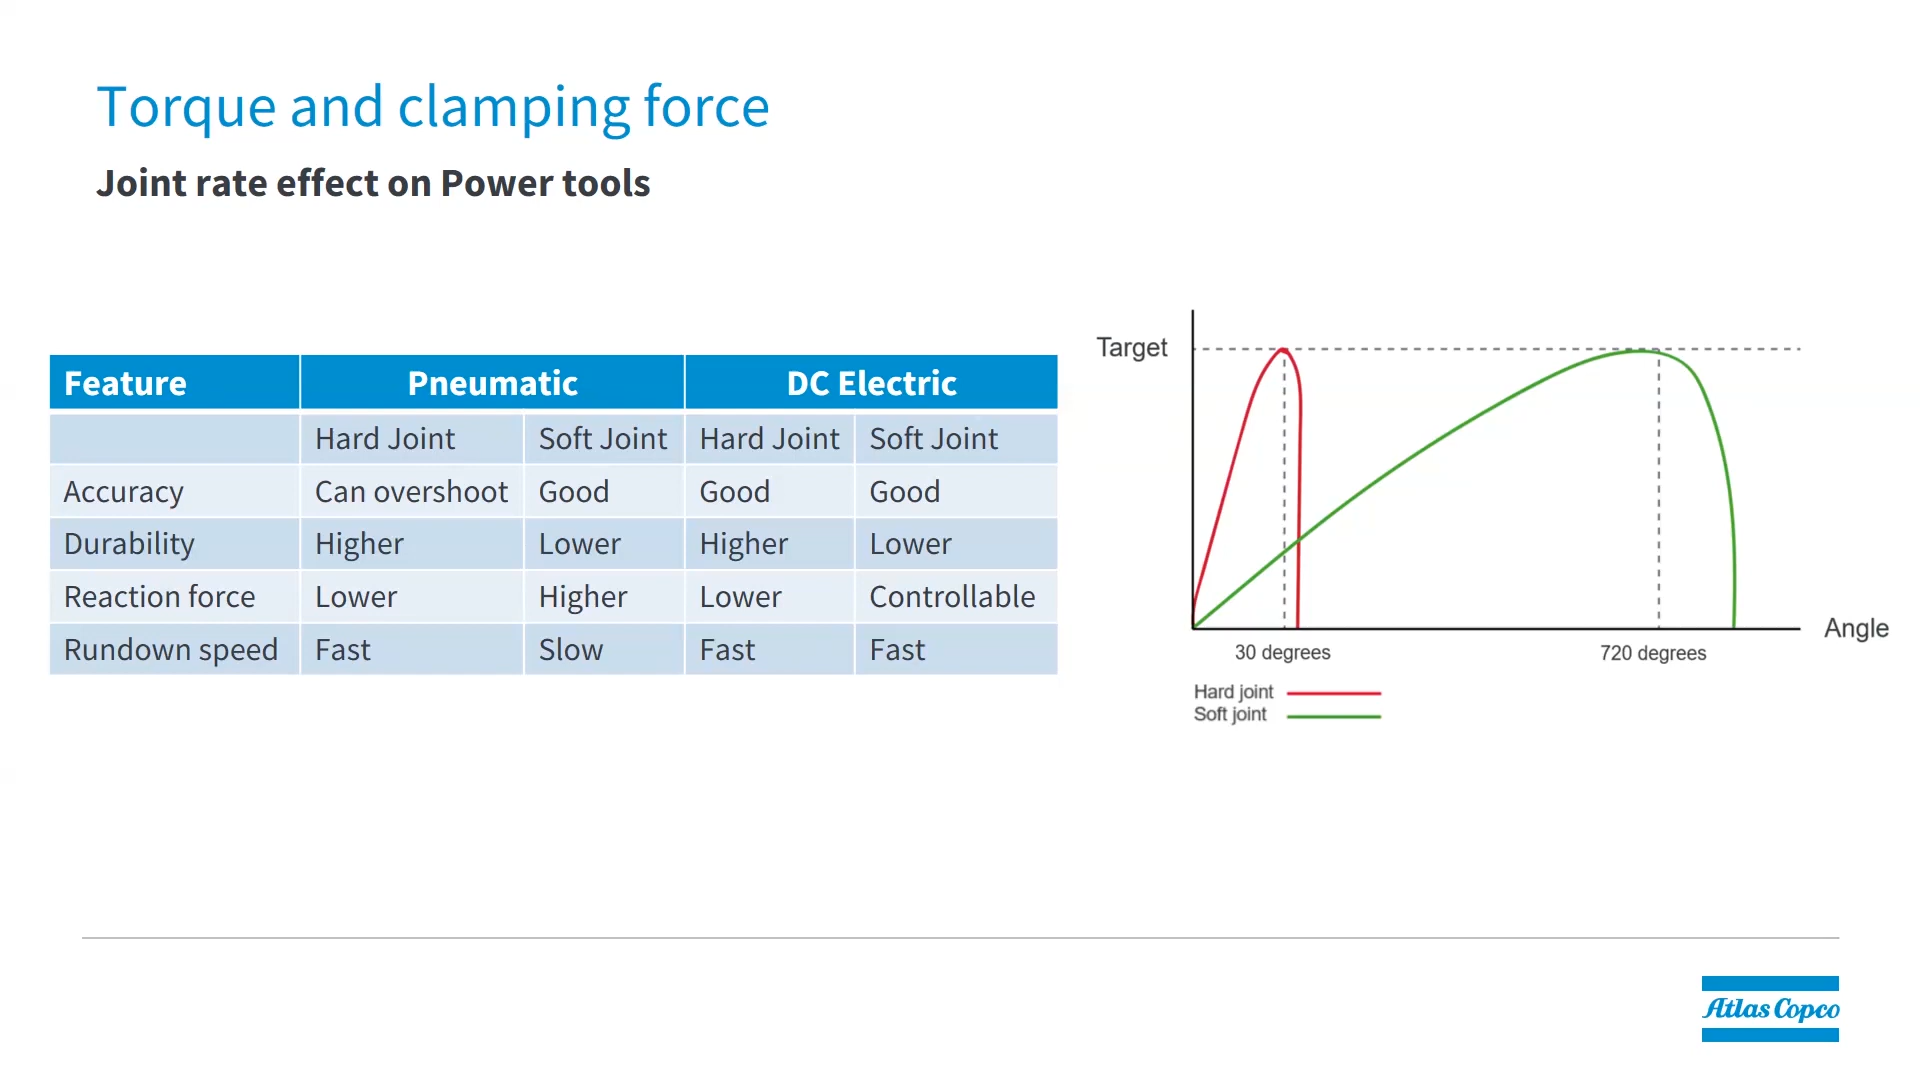 Torque and clamping force
Joint rate effect on Power tools
Feature Pneumatic DC Electric
Hard Joint Soft Joint Hard Joint Soft Joint
Accuracy Can overshoot Good Good Good
Durability Higher Lower Higher Lower
Reaction force Lower Higher Lower Controllable
Rundown speed Fast Slow Fast Fast
Target
Angle
30 degrees 720 degrees
Hard joint
Soft joint
Atlas Copco